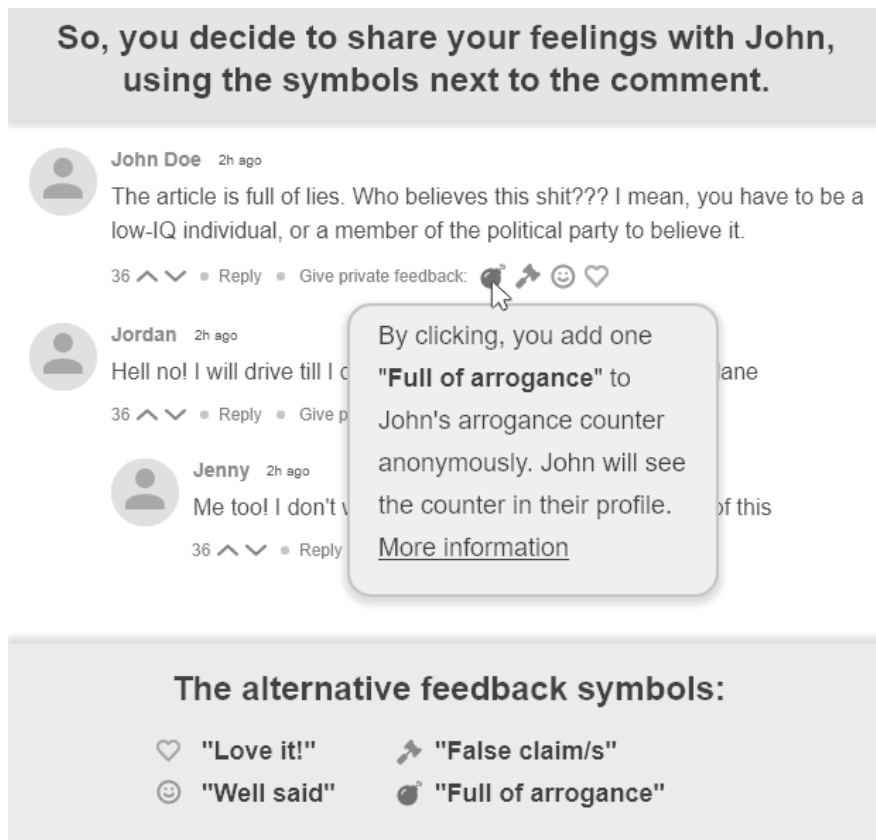 So, you decide to share your feelings with John,
using the symbols next to the comment.
John Doe 2h ago
The article is full of lies. Who believes this shit??? I mean, you have to be a
low-IQ individual, or a member of the political party to believe it.
36 Reply Give private feedback:
By clicking, you add one
"Full of arrogance" to
John's arrogance counter
anonymously. John will see
the counter in their profile.
More information
Jordan 2h ago
Hell no! I will drive till I
36 Reply Give
Jenny 2h ago
Me too! I don't of this
36 Reply
The alternative feedback symbols:
"Love it!" "False claim/s"
"Well said" "Full of arrogance"